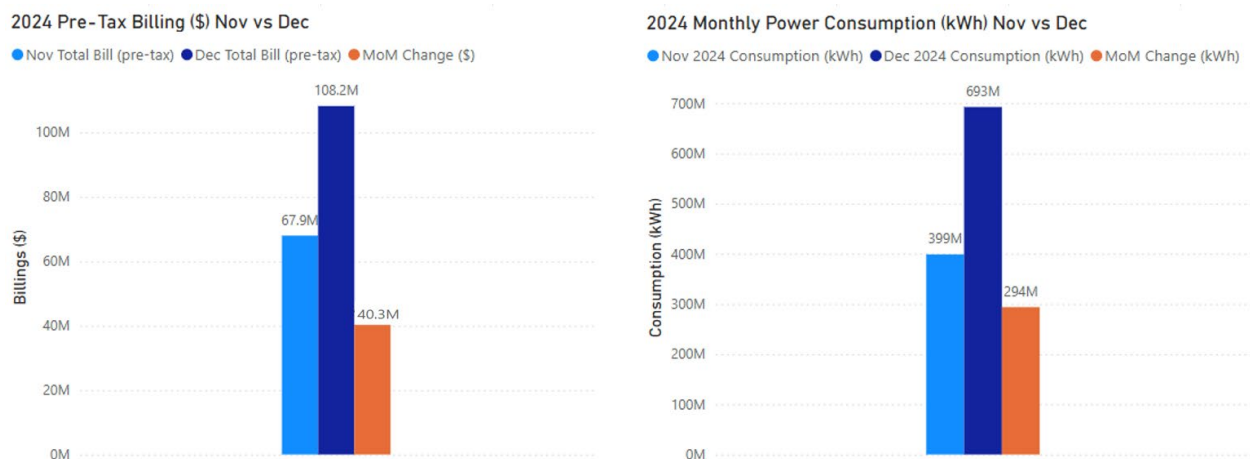 2024 Pre-Tax Billing ($) Nov vs Dec
Nov Total Bill (pre-tax) Dec Total Bill (pre-tax) MoM Change ($)
108.2M
100M
80M
67.9M
60M
40.3M
40M
20M
0M
Billings ($)
2024 Monthly Power Consumption (kWh) Nov vs Dec
Nov 2024 Consumption (kWh) Dec 2024 Consumption (kWh) MoM Change (kWh)
693M
700M
600M
500M
399M
400M
294M
300M
200M
100M
0M
Consumption (kWh)